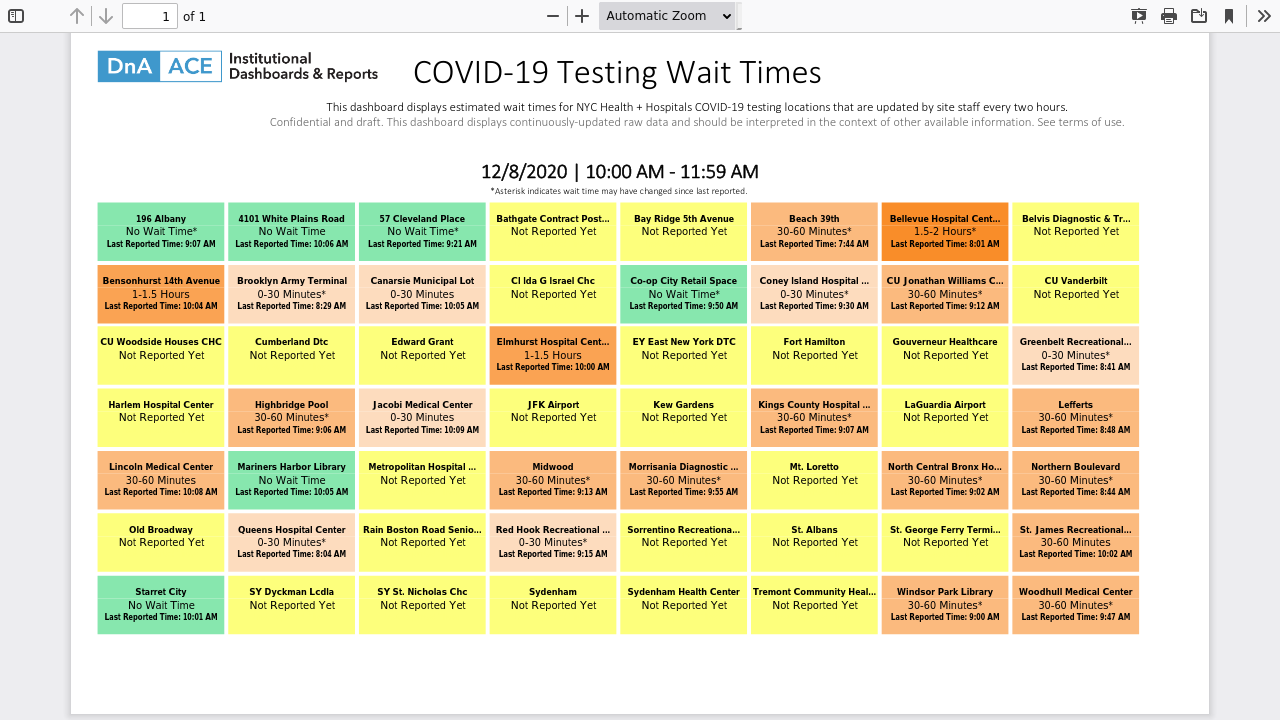 1 of 1 Automatic Zoom
DnA ACE Institutional
Dashboards & Reports
COVID-19 Testing Wait Times
This dashboard displays estimated wait times for NYC Health + Hospitals COVID-19 testing locations that are updated by site staff every two hours.
Confidential and draft. This dashboard displays continuously-updated raw data and should be interpreted in the context of other available information. See terms of use.
12/8/2020 | 10:00 AM - 11:59 AM
*Asterisk indicates wait time may have changed since last reported.
196 Albany
No Wait Time*
Last Reported Time: 9:07 AM
4101 White Plains Road
No Wait Time
Last Reported Time: 10:06 AM
57 Cleveland Place
No Wait Time*
Last Reported Time: 9:21 AM
Bathgate Contract Post...
Not Reported Yet
Bay Ridge 5th Avenue
Not Reported Yet
Beach 39th
30-60 Minutes*
Last Reported Time: 7:44 AM
Bellevue Hospital Cent...
1.5-2 Hours*
Last Reported Time: 8:01 AM
Belvis Diagnostic & Tr...
Not Reported Yet
Bensonhurst 14th Avenue
1-1.5 Hours
Last Reported Time: 10:04 AM
Brooklyn Army Terminal
0-30 Minutes*
Last Reported Time: 8:29 AM
Canarsie Municipal Lot
0-30 Minutes
Last Reported Time: 10:05 AM
Cl Ida G Israel Chc
Not Reported Yet
Co-op City Retail Space
No Wait Time*
Last Reported Time: 9:50 AM
Coney Island Hospital ...
0-30 Minutes*
Last Reported Time: 9:30 AM
CU Jonathan Williams C...
30-60 Minutes*
Last Reported Time: 9:12 AM
CU Vanderbilt
Not Reported Yet
CU Woodside Houses CHC
Not Reported Yet
Cumberland Dtc
Not Reported Yet
Edward Grant
Not Reported Yet
Elmhurst Hospital Cent...
1-1.5 Hours
Last Reported Time: 10:00 AM
EY East New York DTC
Not Reported Yet
Fort Hamilton
Not Reported Yet
Gouverneur Healthcare
Not Reported Yet
Greenbelt Recreational...
0-30 Minutes*
Last Reported Time: 8:41 AM
Harlem Hospital Center
Not Reported Yet
Highbridge Pool
30-60 Minutes*
Last Reported Time: 9:06 AM
Jacobi Medical Center
0-30 Minutes
Last Reported Time: 10:09 AM
JFK Airport
Not Reported Yet
Kew Gardens
Not Reported Yet
Kings County Hospital ...
30-60 Minutes*
Last Reported Time: 9:07 AM
LaGuardia Airport
Not Reported Yet
Lefferts
30-60 Minutes*
Last Reported Time: 8:48 AM
Lincoln Medical Center
30-60 Minutes
Last Reported Time: 10:08 AM
Mariners Harbor Library
No Wait Time
Last Reported Time: 10:05 AM
Metropolitan Hospital ...
Not Reported Yet
Midwood
30-60 Minutes*
Last Reported Time: 9:13 AM
Morrisania Diagnostic ...
30-60 Minutes*
Last Reported Time: 9:55 AM
Mt. Loretto
Not Reported Yet
North Central Bronx Ho...
30-60 Minutes*
Last Reported Time: 9:02 AM
Northern Boulevard
30-60 Minutes*
Last Reported Time: 8:44 AM
Old Broadway
Not Reported Yet
Queens Hospital Center
0-30 Minutes*
Last Reported Time: 8:04 AM
Rain Boston Road Senio...
Not Reported Yet
Red Hook Recreational ...
0-30 Minutes*
Last Reported Time: 9:15 AM
Sorrentino Recreationa...
Not Reported Yet
St. Albans
Not Reported Yet
St. George Ferry Termi...
Not Reported Yet
St. James Recreational...
30-60 Minutes
Last Reported Time: 10:02 AM
Starret City
No Wait Time
Last Reported Time: 10:01 AM
SY Dyckman Lcdla
Not Reported Yet
SY St. Nicholas Chc
Not Reported Yet
Sydenham
Not Reported Yet
Sydenham Health Center
Not Reported Yet
Tremont Community Heal...
Not Reported Yet
Windsor Park Library
30-60 Minutes*
Last Reported Time: 9:00 AM
Woodhull Medical Center
30-60 Minutes*
Last Reported Time: 9:47 AM